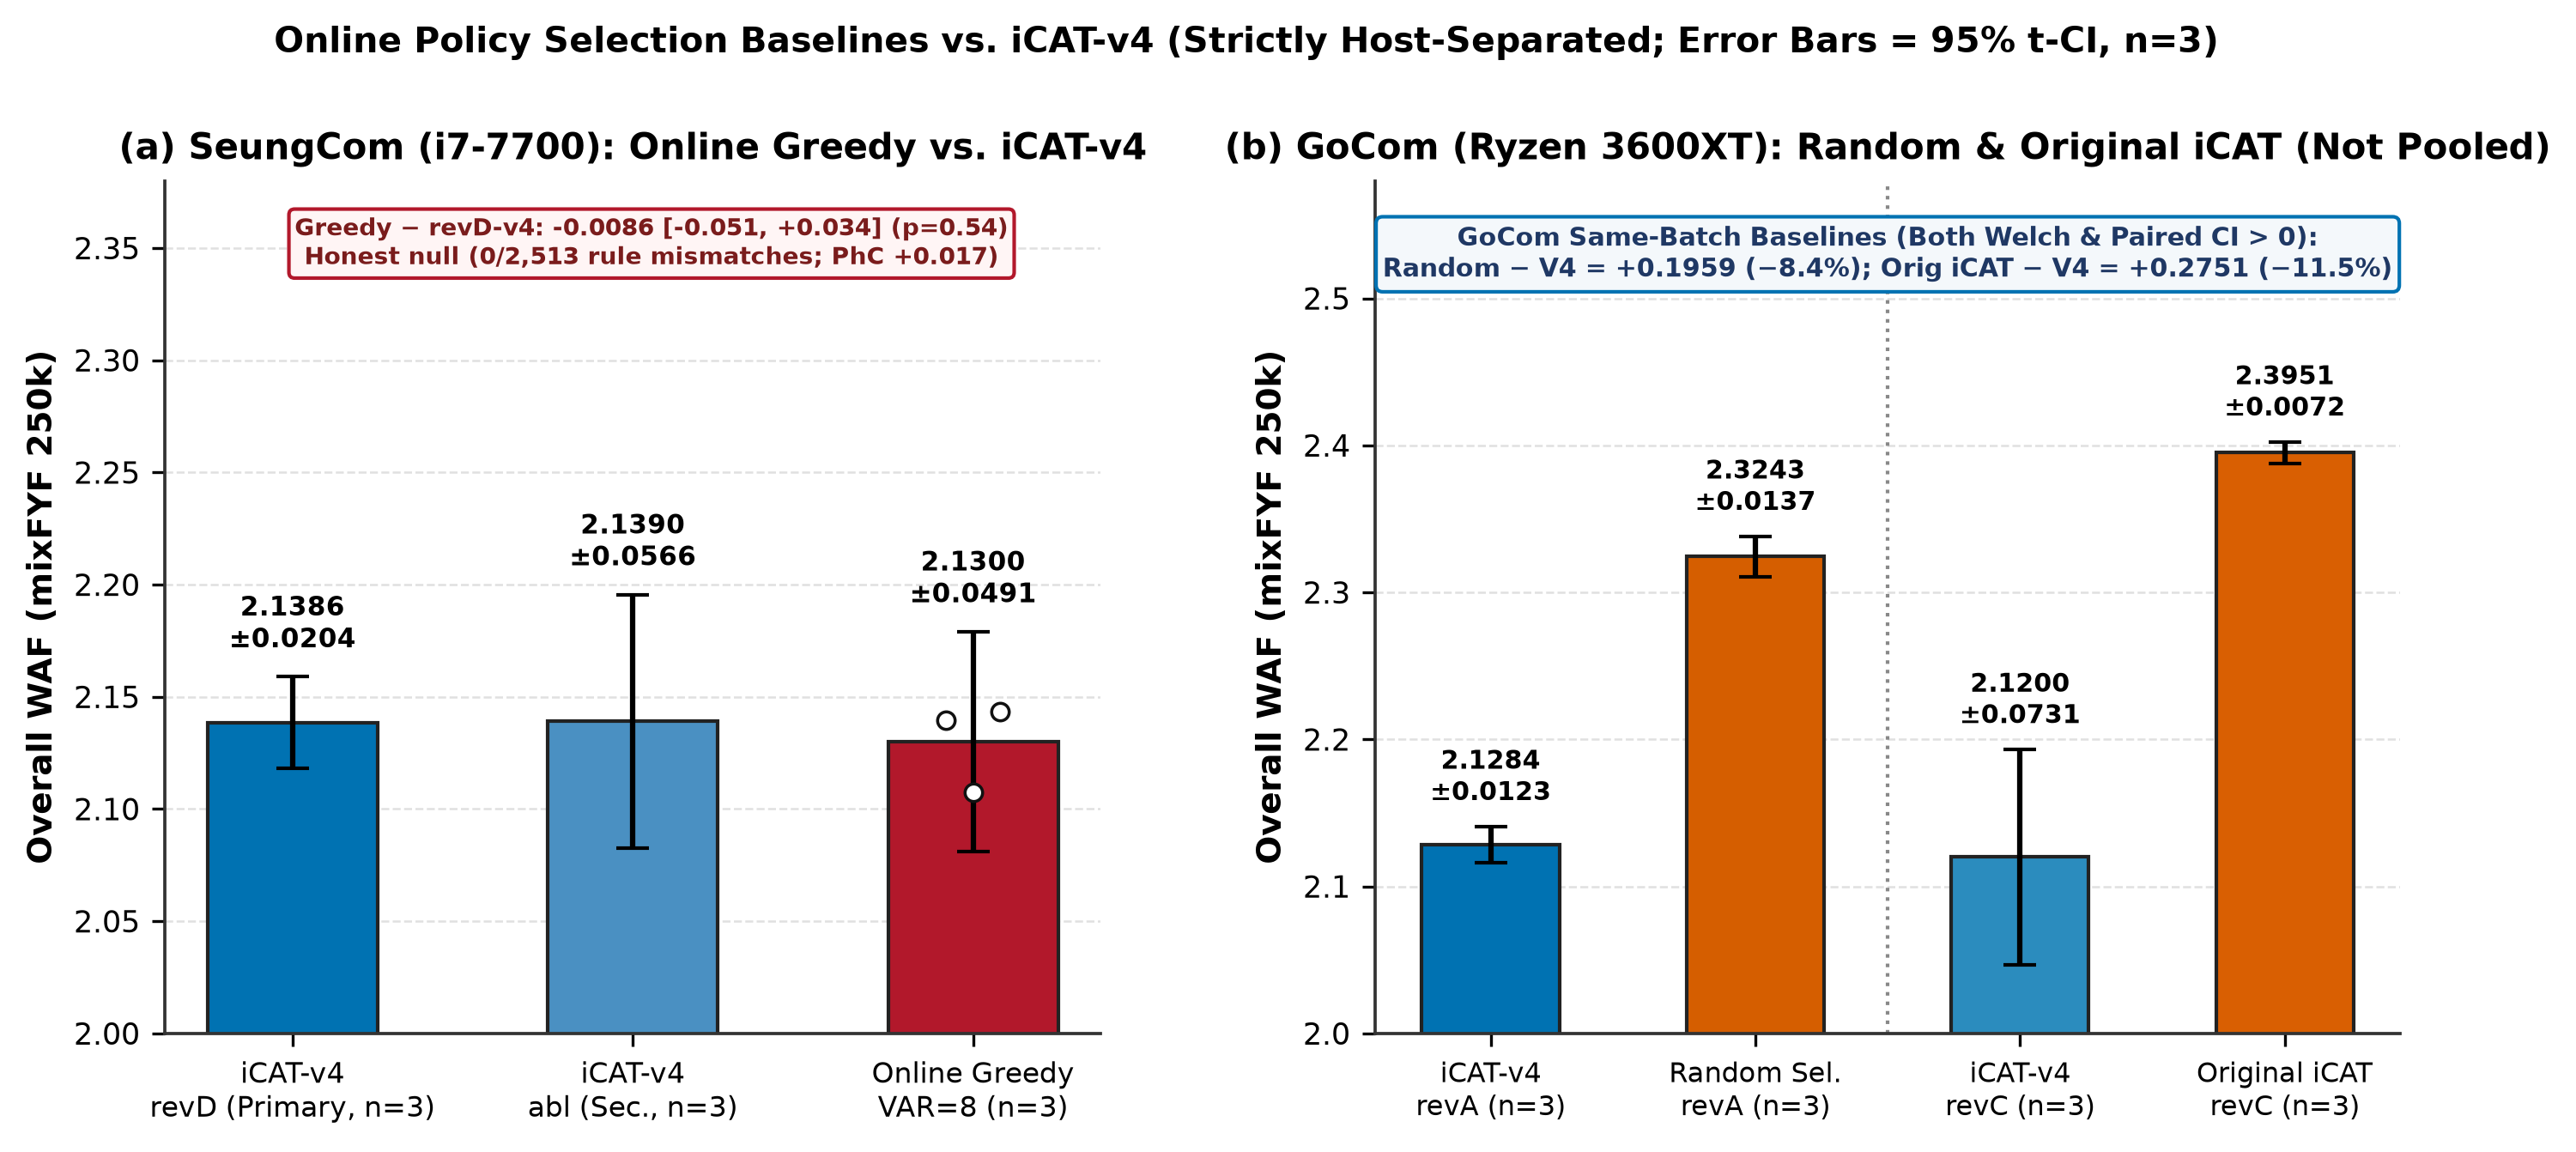 Online Policy Selection Baselines vs. iCAT-v4 (Strictly Host-Separated; Error Bars = 95% t-CI, n=3)
(a) SeungCom (i7-7700): Online Greedy vs. iCAT-v4
Greedy − revD-v4: -0.0086 [-0.051, +0.034] (p=0.54)
Honest null (0/2,513 rule mismatches; PhC +0.017)
Overall WAF (mixFYF 250k)
2.35
2.30
2.25
2.20
2.15
2.10
2.05
2.00
2.1386
±0.0204
2.1390
±0.0566
2.1300
±0.0491
iCAT-v4
revD (Primary, n=3)
iCAT-v4
abl (Sec., n=3)
Online Greedy
VAR=8 (n=3)
(b) GoCom (Ryzen 3600XT): Random & Original iCAT (Not Pooled)
GoCom Same-Batch Baselines (Both Welch & Paired CI > 0):
Random − V4 = +0.1959 (−8.4%); Orig iCAT − V4 = +0.2751 (−11.5%)
Overall WAF (mixFYF 250k)
2.5
2.4
2.3
2.2
2.1
2.0
2.1284
±0.0123
2.3243
±0.0137
2.1200
±0.0731
2.3951
±0.0072
iCAT-v4
revA (n=3)
Random Sel.
revA (n=3)
iCAT-v4
revC (n=3)
Original iCAT
revC (n=3)